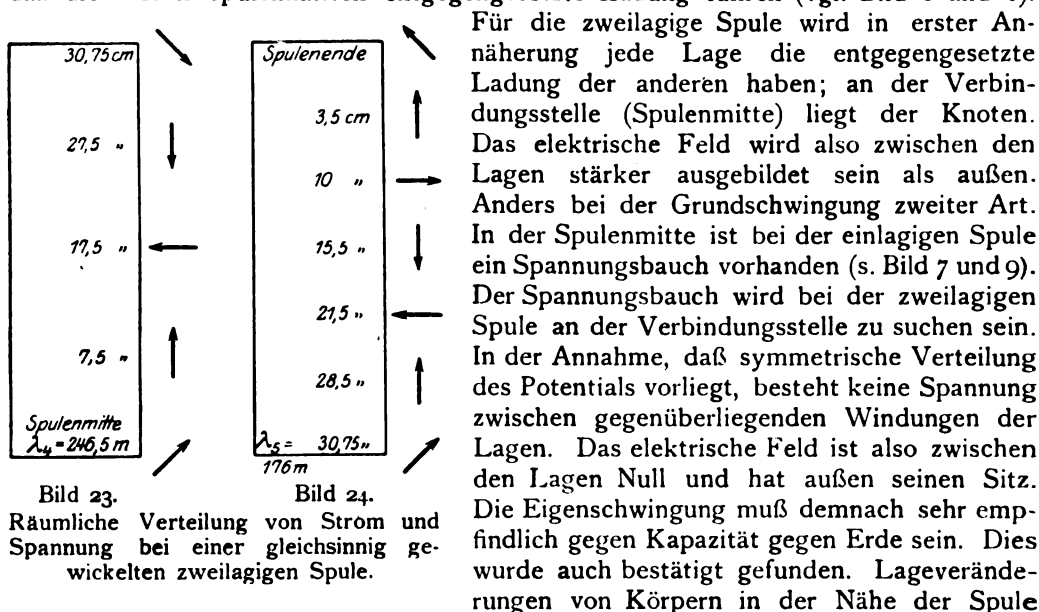 30,75 cm
27,5 "
17,5 "
7,5 "
Spulenmitte
λ₄ = 246,5 m
Bild 23.
Spulenende
3,5 cm
10 "
15,5 "
21,5 "
28,5 "
λ₅ = 30,75 "
176 m
Bild 24.
Räumliche Verteilung von Strom und
Spannung bei einer gleichsinnig ge-
wickelten zweilagigen Spule.
Für die zweilagige Spule wird in erster An-
näherung jede Lage die entgegengesetzte
Ladung der anderen haben; an der Verbin-
dungsstelle (Spulenmitte) liegt der Knoten.
Das elektrische Feld wird also zwischen den
Lagen stärker ausgebildet sein als außen.
Anders bei der Grundschwingung zweiter Art.
In der Spulenmitte ist bei der einlagigen Spule
ein Spannungsbauch vorhanden (s. Bild 7 und 9).
Der Spannungsbauch wird bei der zweilagigen
Spule an der Verbindungsstelle zu suchen sein.
In der Annahme, daß symmetrische Verteilung
des Potentials vorliegt, besteht keine Spannung
zwischen gegenüberliegenden Windungen der
Lagen. Das elektrische Feld ist also zwischen
den Lagen Null und hat außen seinen Sitz.
Die Eigenschwingung muß demnach sehr emp-
findlich gegen Kapazität gegen Erde sein. Dies
wurde auch bestätigt gefunden. Lageverände-
rungen von Körpern in der Nähe der Spule